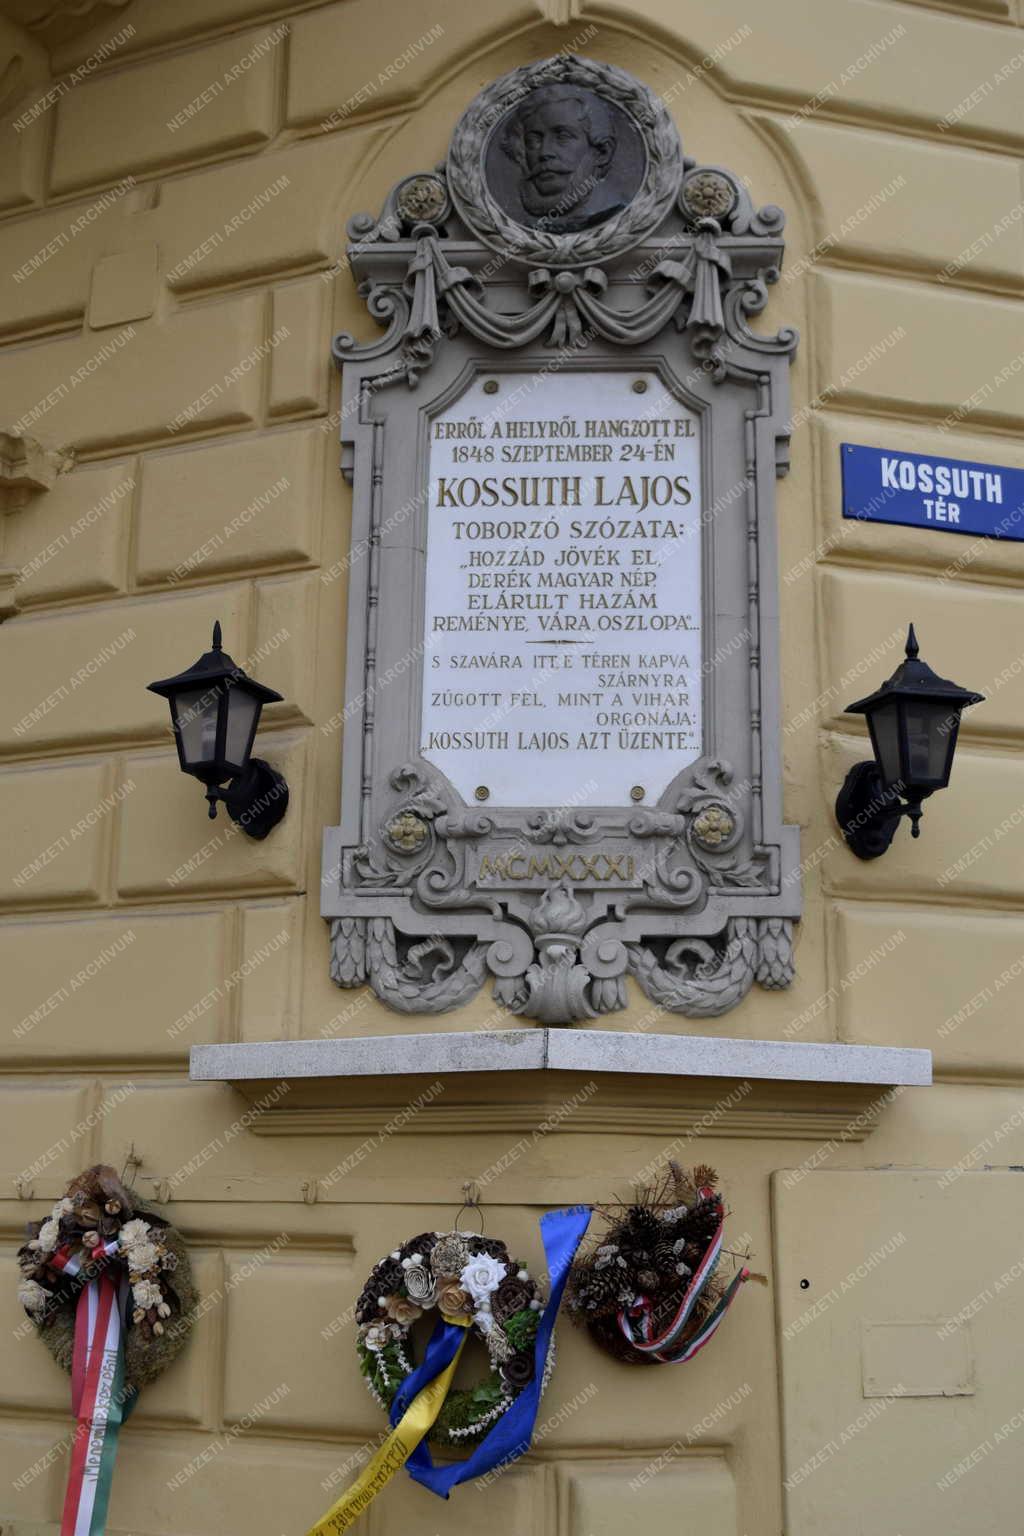 ERRŐL A HELYRŐL HANGZOTT EL
1848 SZEPTEMBER 24-ÉN
KOSSUTH LAJOS
TOBORZÓ SZÓZATA:
„HOZZÁD JÖVÉK EL,
DERÉK MAGYAR NÉP,
ELÁRULT HAZÁM
REMÉNYE, VÁRA, OSZLOPA"...
S SZAVÁRA ITT, E TÉREN KAPVA
SZÁRNYRA
ZÚGOTT FEL, MINT A VIHAR
ORGONÁJA:
„KOSSUTH LAJOS AZT ÜZENTE"...
MCMXXXI
KOSSUTH
TÉR
NEMZETI ARCHÍVUM